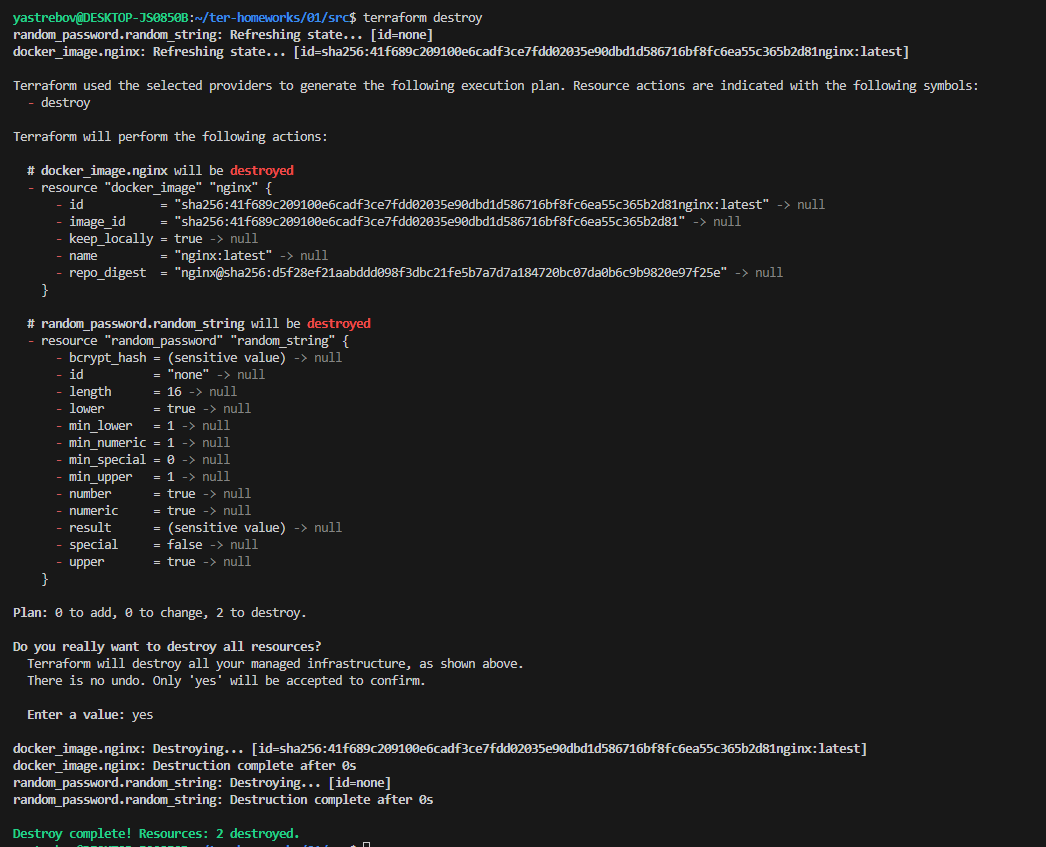 yastrebov@DESKTOP-JS0850B:~/ter-homeworks/01/src$ terraform destroy
random_password.random_string: Refreshing state... [id=none]
docker_image.nginx: Refreshing state... [id=sha256:41f689c209100e6cadf3ce7fdd02035e90dbd1d586716bf8fc6ea55c365b2d81nginx:latest]

Terraform used the selected providers to generate the following execution plan. Resource actions are indicated with the following symbols:
  - destroy

Terraform will perform the following actions:

  # docker_image.nginx will be destroyed
  - resource "docker_image" "nginx" {
      - id           = "sha256:41f689c209100e6cadf3ce7fdd02035e90dbd1d586716bf8fc6ea55c365b2d81nginx:latest" -> null
      - image_id     = "sha256:41f689c209100e6cadf3ce7fdd02035e90dbd1d586716bf8fc6ea55c365b2d81" -> null
      - keep_locally = true -> null
      - name         = "nginx:latest" -> null
      - repo_digest  = "nginx@sha256:d5f28ef21aabddd098f3dbc21fe5b7a7d7a184720bc07da0b6c9b9820e97f25e" -> null
    }

  # random_password.random_string will be destroyed
  - resource "random_password" "random_string" {
      - bcrypt_hash = (sensitive value) -> null
      - id          = "none" -> null
      - length      = 16 -> null
      - lower       = true -> null
      - min_lower   = 1 -> null
      - min_numeric = 1 -> null
      - min_special = 0 -> null
      - min_upper   = 1 -> null
      - number      = true -> null
      - numeric     = true -> null
      - result      = (sensitive value) -> null
      - special     = false -> null
      - upper       = true -> null
    }

Plan: 0 to add, 0 to change, 2 to destroy.

Do you really want to destroy all resources?
  Terraform will destroy all your managed infrastructure, as shown above.
  There is no undo. Only 'yes' will be accepted to confirm.

  Enter a value: yes

docker_image.nginx: Destroying... [id=sha256:41f689c209100e6cadf3ce7fdd02035e90dbd1d586716bf8fc6ea55c365b2d81nginx:latest]
docker_image.nginx: Destruction complete after 0s
random_password.random_string: Destroying... [id=none]
random_password.random_string: Destruction complete after 0s

Destroy complete! Resources: 2 destroyed.